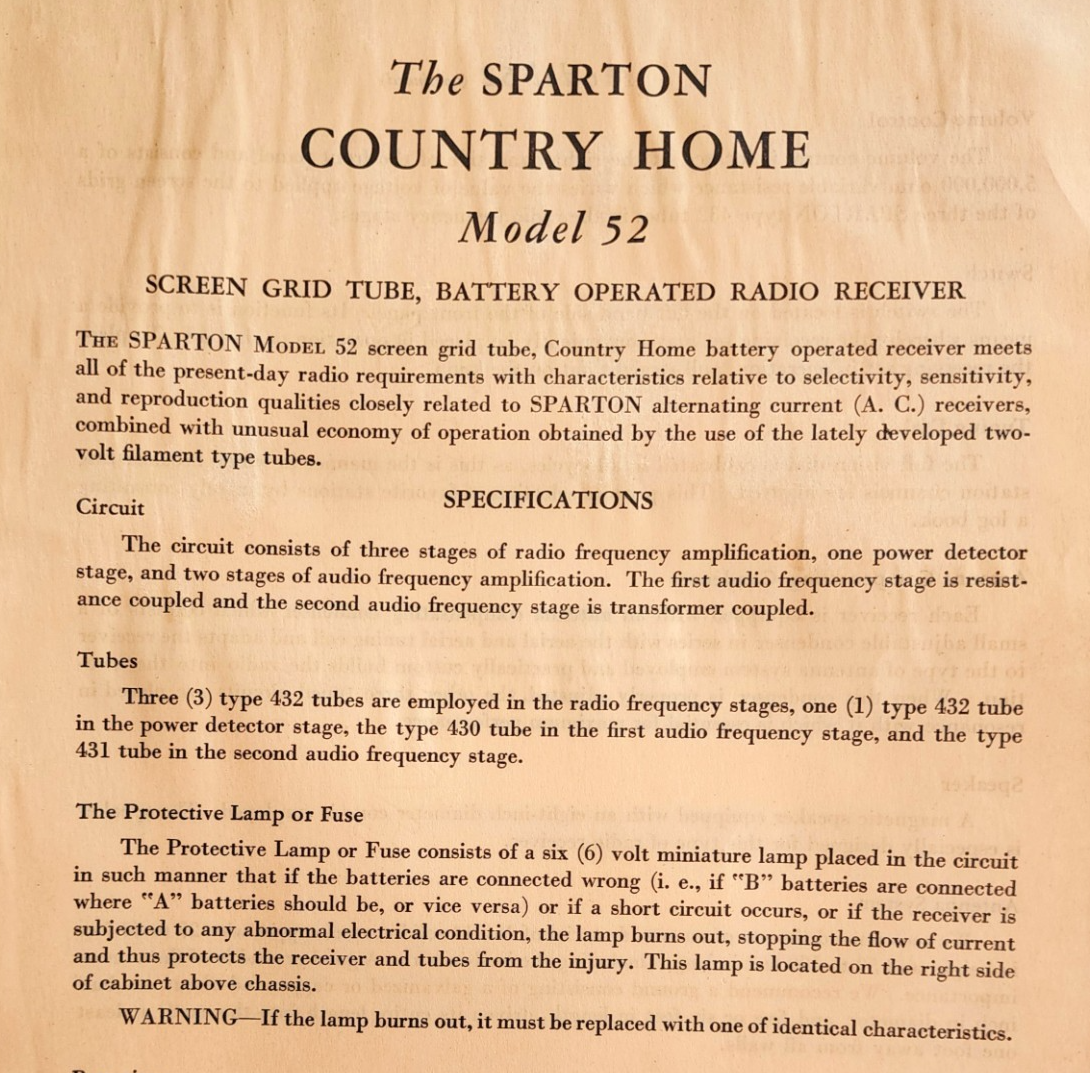 The SPARTON
COUNTRY HOME
Model 52
SCREEN GRID TUBE, BATTERY OPERATED RADIO RECEIVER
THE SPARTON MODEL 52 screen grid tube, Country Home battery operated receiver meets
all of the present-day radio requirements with characteristics relative to selectivity, sensitivity,
and reproduction qualities closely related to SPARTON alternating current (A. C.) receivers,
combined with unusual economy of operation obtained by the use of the lately developed two-
volt filament type tubes.
SPECIFICATIONS
Circuit
The circuit consists of three stages of radio frequency amplification, one power detector
stage, and two stages of audio frequency amplification. The first audio frequency stage is resist-
ance coupled and the second audio frequency stage is transformer coupled.
Tubes
Three (3) type 432 tubes are employed in the radio frequency stages, one (1) type 432 tube
in the power detector stage, the type 430 tube in the first audio frequency stage, and the type
431 tube in the second audio frequency stage.
The Protective Lamp or Fuse
The Protective Lamp or Fuse consists of a six (6) volt miniature lamp placed in the circuit
in such manner that if the batteries are connected wrong (i. e., if "B" batteries are connected
where "A" batteries should be, or vice versa) or if a short circuit occurs, or if the receiver is
subjected to any abnormal electrical condition, the lamp burns out, stopping the flow of current
and thus protects the receiver and tubes from the injury. This lamp is located on the right side
of cabinet above chassis.
WARNING—If the lamp burns out, it must be replaced with one of identical characteristics.